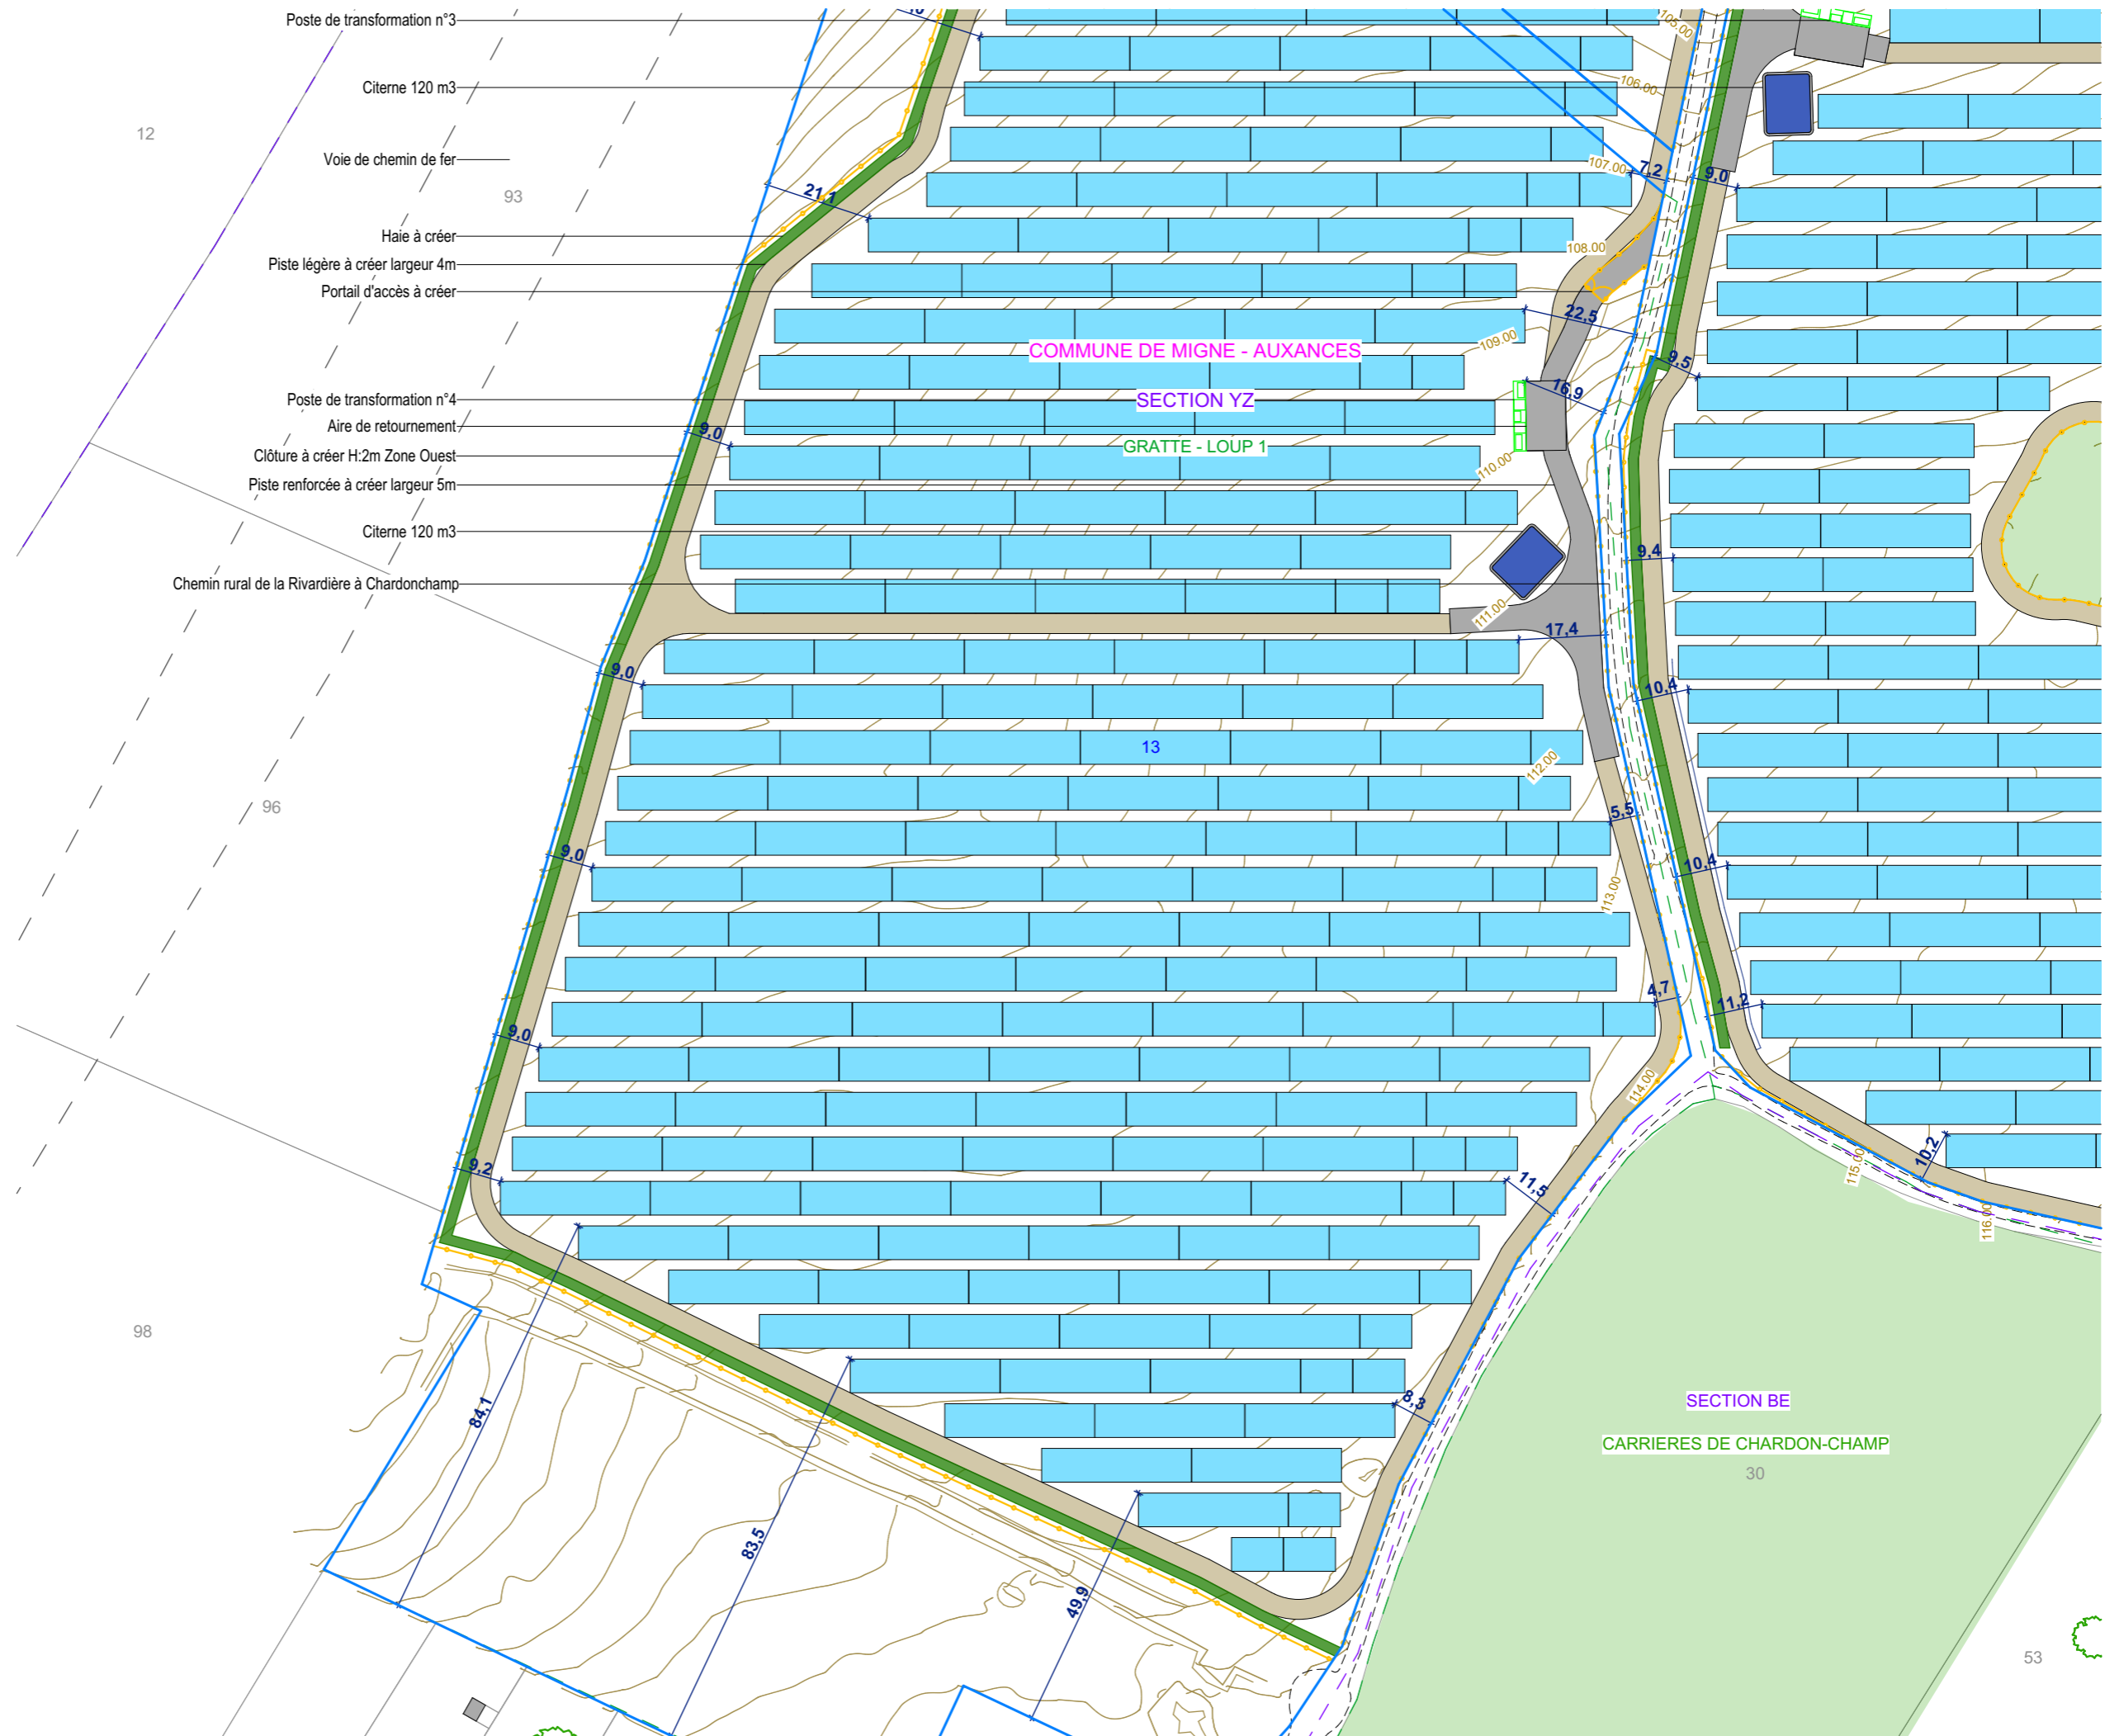 Poste de transformation n°3
Citerne 120 m3
Voie de chemin de fer
Haie à créer
Piste légère à créer largeur 4m
Portail d'accès à créer
Poste de transformation n°4
Aire de retournement
Clôture à créer H:2m Zone Ouest
Piste renforcée à créer largeur 5m
Citerne 120 m3
Chemin rural de la Rivardière à Chardonchamp
12
93
96
98
COMMUNE DE MIGNE - AUXANCES
SECTION YZ
GRATTE - LOUP 1
13
SECTION BE
CARRIERES DE CHARDON-CHAMP
30
53
105.00
106.00
107.00
108.00
109.00
110.00
111.00
112.00
113.00
114.00
115.00
116.00
21,1
7,2
9,0
22,5
9,5
16,9
9,0
9,4
17,4
9,0
10,4
5,5
9,0
10,4
4,7
11,2
9,0
10,2
9,2
11,5
8,3
84,1
83,5
49,9